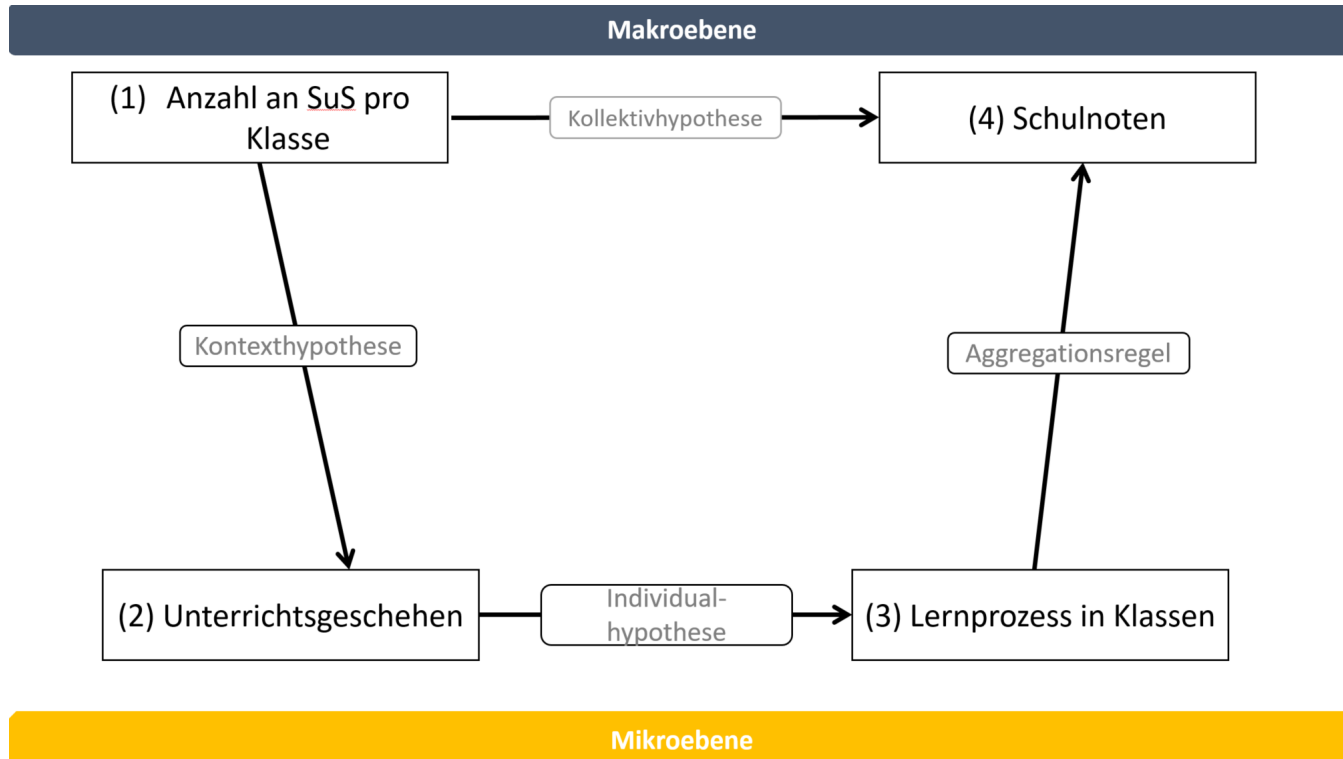 Makroebene
(1) Anzahl an SuS pro
Klasse
Kollektivhypothese
(4) Schulnoten
Kontexthypothese
Aggregationsregel
(2) Unterrichtsgeschehen
Individual-
hypothese
(3) Lernprozess in Klassen
Mikroebene